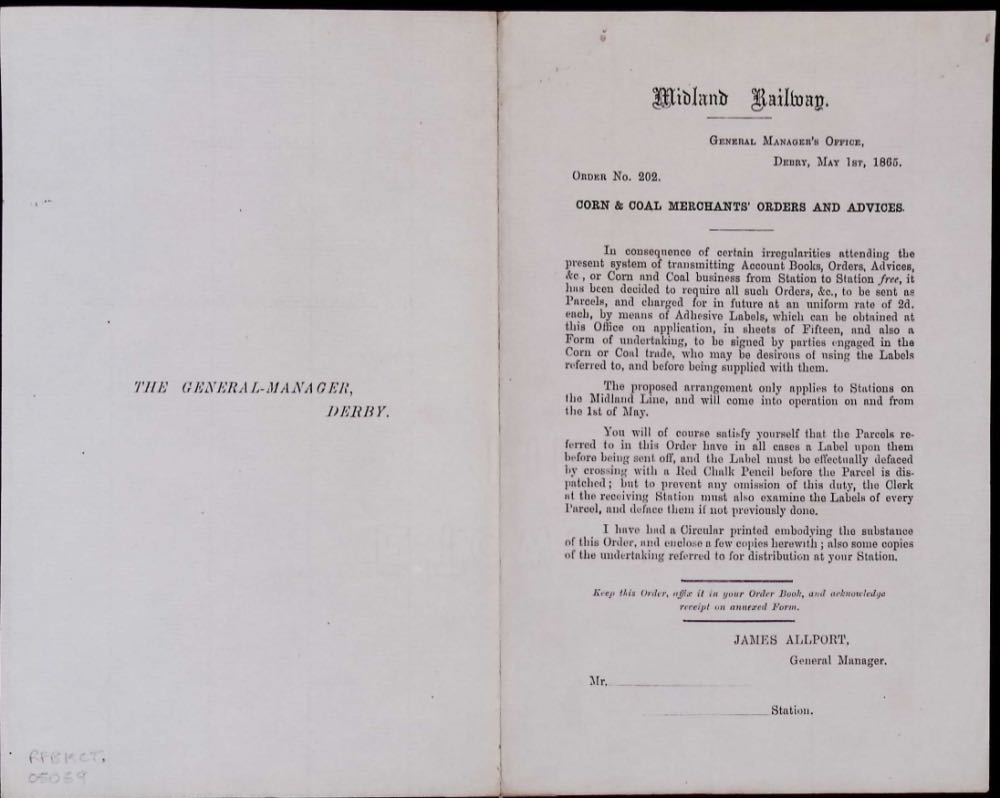 THE GENERAL-MANAGER,
DERBY.
RFBMCT.
05069
Midland Railway.
GENERAL MANAGER'S OFFICE,
DERBY, MAY 1ST, 1865.
ORDER No. 202.
CORN & COAL MERCHANTS' ORDERS AND ADVICES.
In consequence of certain irregularities attending the
present system of transmitting Account Books, Orders, Advices,
&c., or Corn and Coal business from Station to Station free, it
has been decided to require all such Orders, &c., to be sent as
Parcels, and charged for in future at an uniform rate of 2d.
each, by means of Adhesive Labels, which can be obtained at
this Office on application, in sheets of Fifteen, and also a
Form of undertaking, to be signed by parties engaged in the
Corn or Coal trade, who may be desirous of using the Labels
referred to, and before being supplied with them.
The proposed arrangement only applies to Stations on
the Midland Line, and will come into operation on and from
the 1st of May.
You will of course satisfy yourself that the Parcels re-
ferred to in this Order have in all cases a Label upon them
before being sent off, and the Label must be effectually defaced
by crossing with a Red Chalk Pencil before the Parcel is dis-
patched; but to prevent any omission of this duty, the Clerk
at the receiving Station must also examine the Labels of every
Parcel, and deface them if not previously done.
I have had a Circular printed embodying the substance
of this Order, and enclose a few copies herewith; also some copies
of the undertaking referred to for distribution at your Station.
Keep this Order, affix it in your Order Book, and acknowledge
receipt on annexed Form.
JAMES ALLPORT,
General Manager.
Mr.
Station.